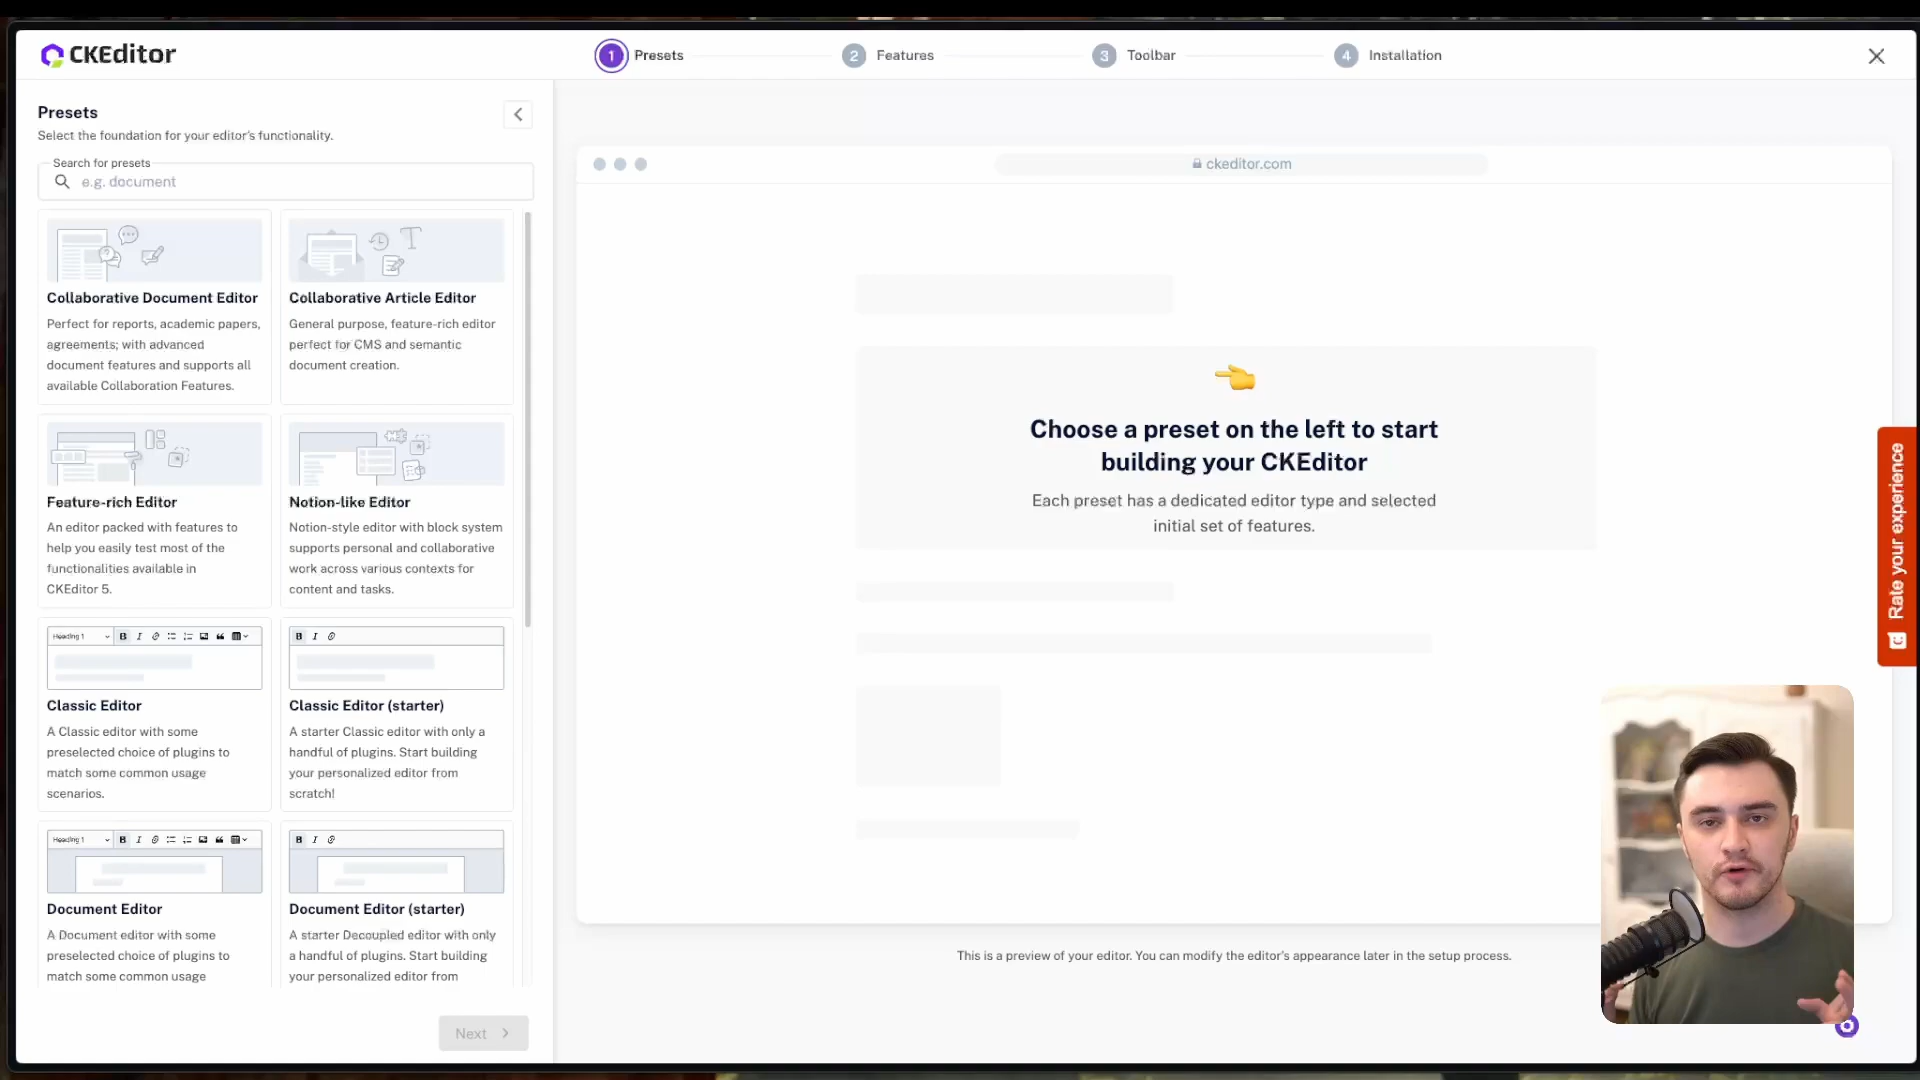 CKEditor
1 Presets
2 Features
3 Toolbar
4 Installation
Presets
Select the foundation for your editor's functionality.
Search for presets
e.g. document
Collaborative Document Editor
Perfect for reports, academic papers,
agreements; with advanced
document features and supports all
available Collaboration Features.
Collaborative Article Editor
General purpose, feature-rich editor
perfect for CMS and semantic
document creation.
Feature-rich Editor
An editor packed with features to
help you easily test most of the
functionalities available in
CKEditor 5.
Notion-like Editor
Notion-style editor with block system
supports personal and collaborative
work across various contexts for
content and tasks.
Heading 1 B I
Classic Editor
A Classic editor with some
preselected choice of plugins to
match some common usage
scenarios.
B I
Classic Editor (starter)
A starter Classic editor with only a
handful of plugins. Start building
your personalized editor from
scratch!
Heading 1 B I
Document Editor
A Document editor with some
preselected choice of plugins to
match some common usage
B I
Document Editor (starter)
A starter Decoupled editor with only
a handful of plugins. Start building
your personalized editor from
Next
ckeditor.com
Choose a preset on the left to start
building your CKEditor
Each preset has a dedicated editor type and selected
initial set of features.
This is a preview of your editor. You can modify the editor's appearance later in the setup process.
Rate your experience